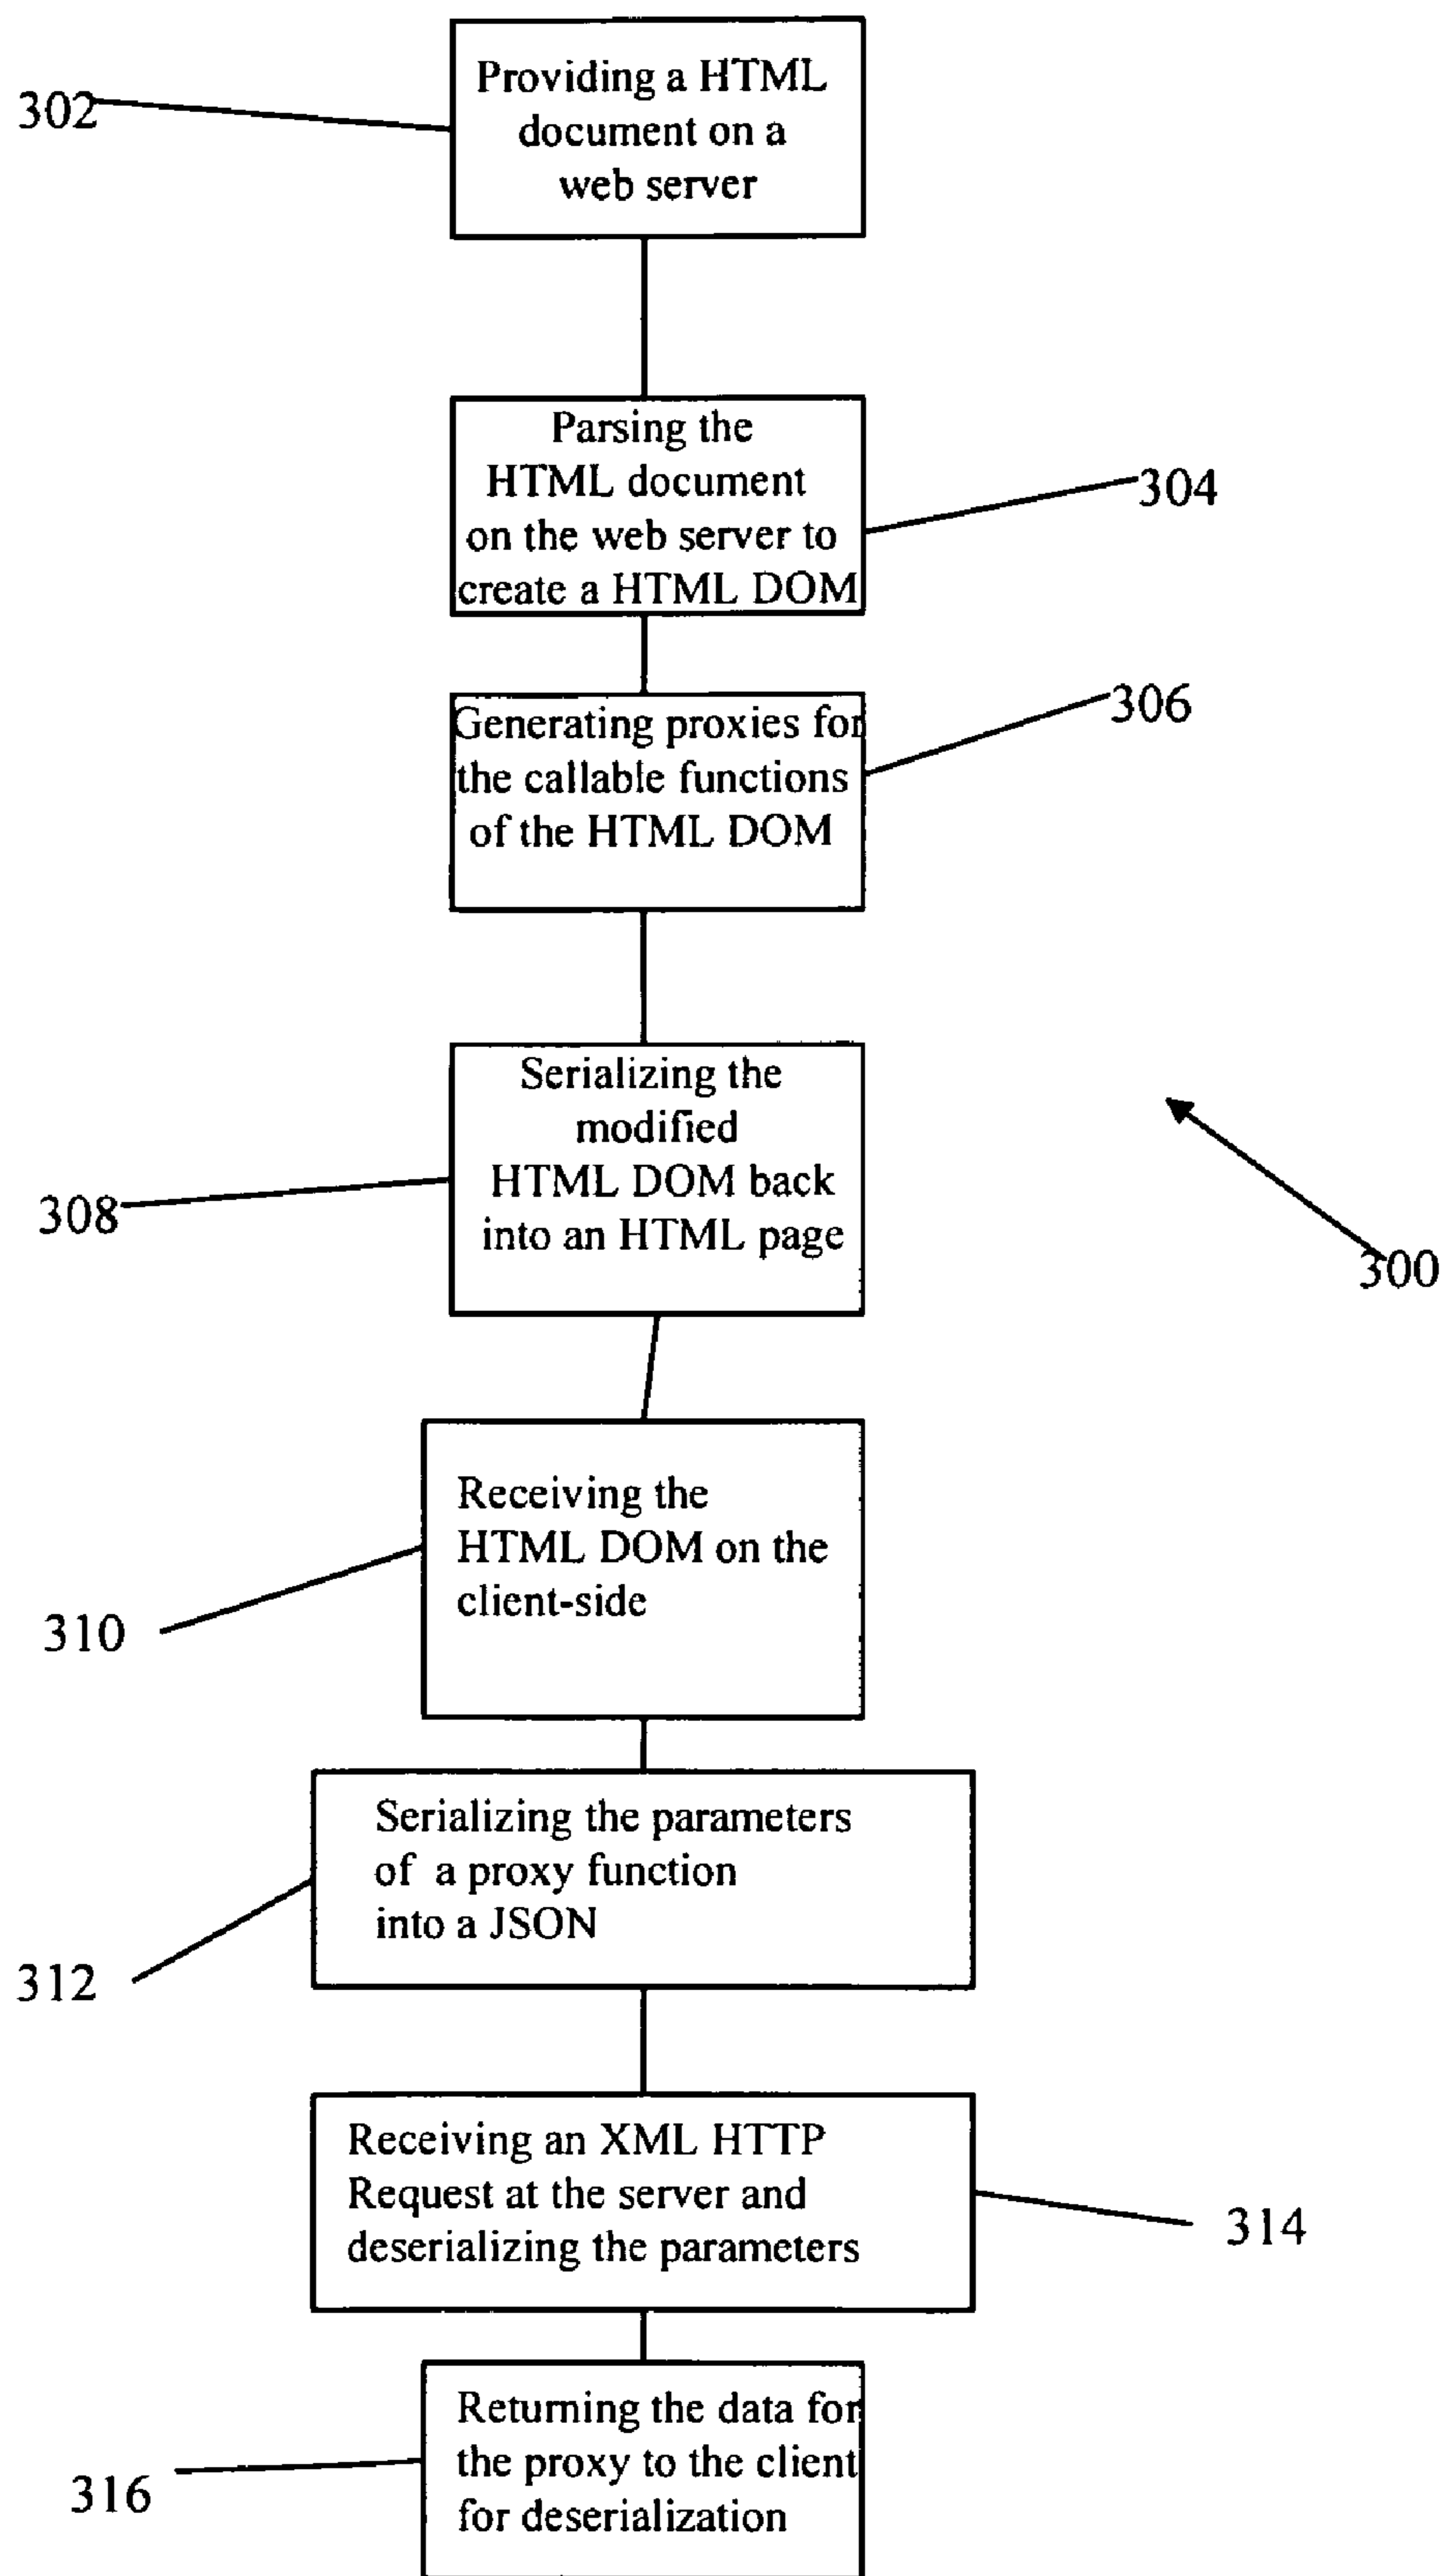 302
Providing a HTML
document on a
web server
Parsing the
HTML document
on the web server to
create a HTML DOM
304
Generating proxies for
the callable functions
of the HTML DOM
306
Serializing the
modified
HTML DOM back
into an HTML page
308
300
Receiving the
HTML DOM on the
client-side
310
Serializing the parameters
of a proxy function
into a JSON
312
Receiving an XML HTTP
Request at the server and
deserializing the parameters
314
Returning the data for
the proxy to the client
for deserialization
316